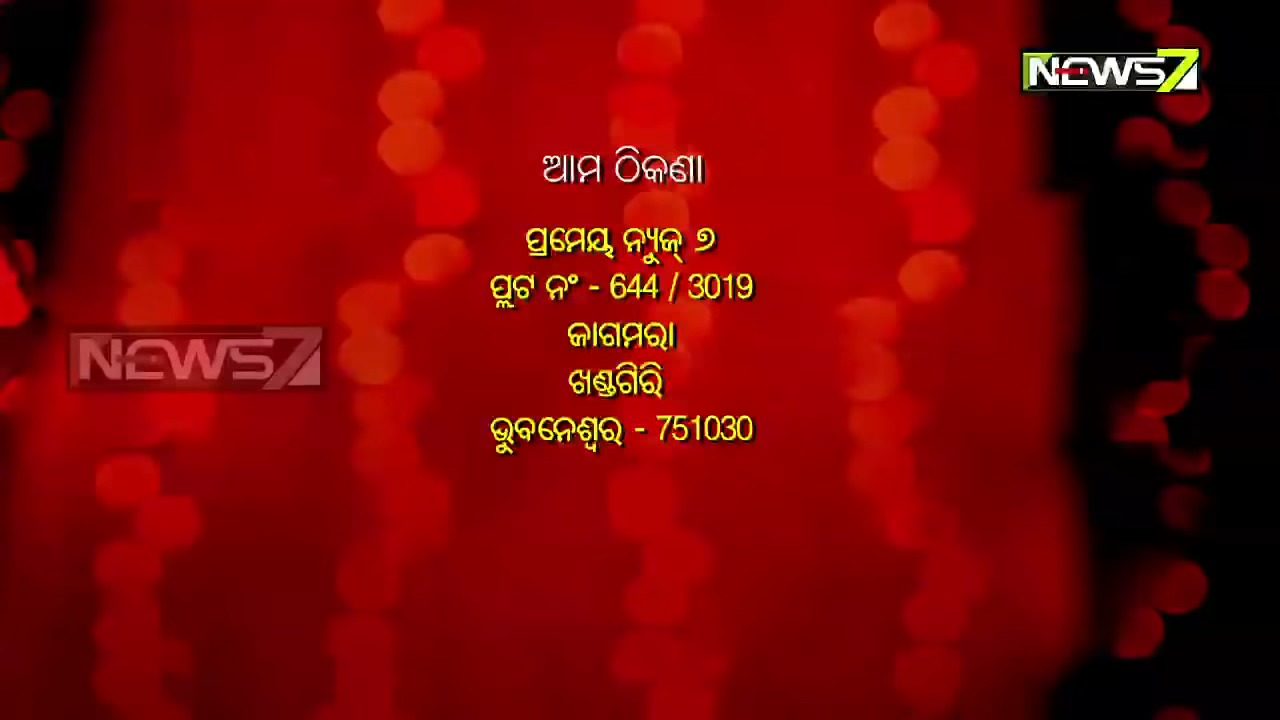 NEWS7
ଆମ ଠିକଣା
ପ୍ରମେୟ ନ୍ୟୁଜ୍ ୭
ପ୍ଲଟ ନଂ - 644 / 3019
ଜାଗମରା
ଖଣ୍ଡଗିରି
ଭୁବନେଶ୍ୱର - 751030
NEWS7